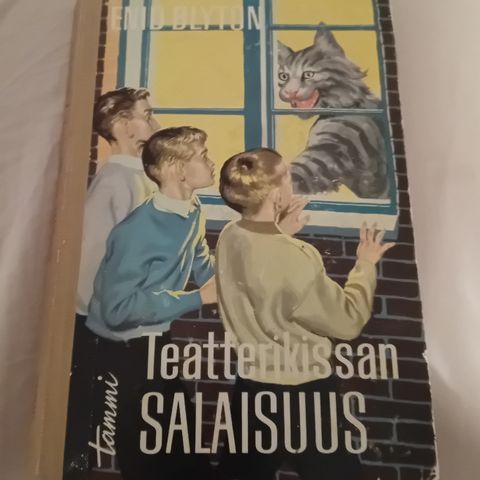 ENID BLYTON
Teatterikissan
SALAISUUS
tammi